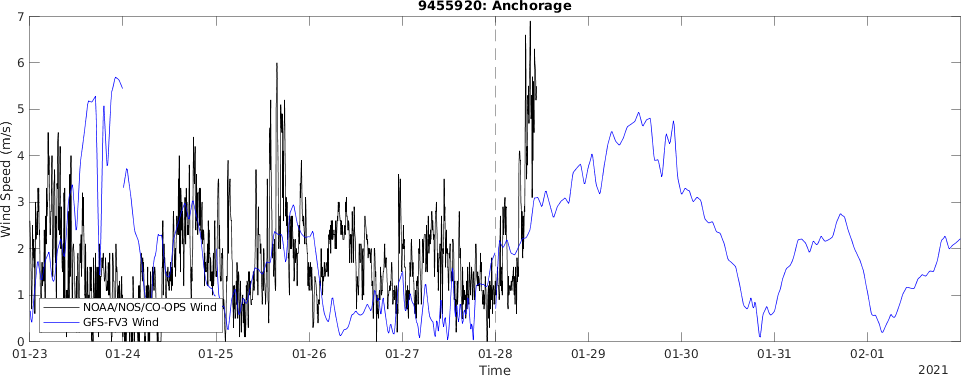 9455920: Anchorage
7
6
5
4
3
2
1
0
Wind Speed (m/s)
NOAA/NOS/CO-OPS Wind
GFS-FV3 Wind
01-23 01-24 01-25 01-26 01-27 01-28 01-29 01-30 01-31 02-01
Time
2021